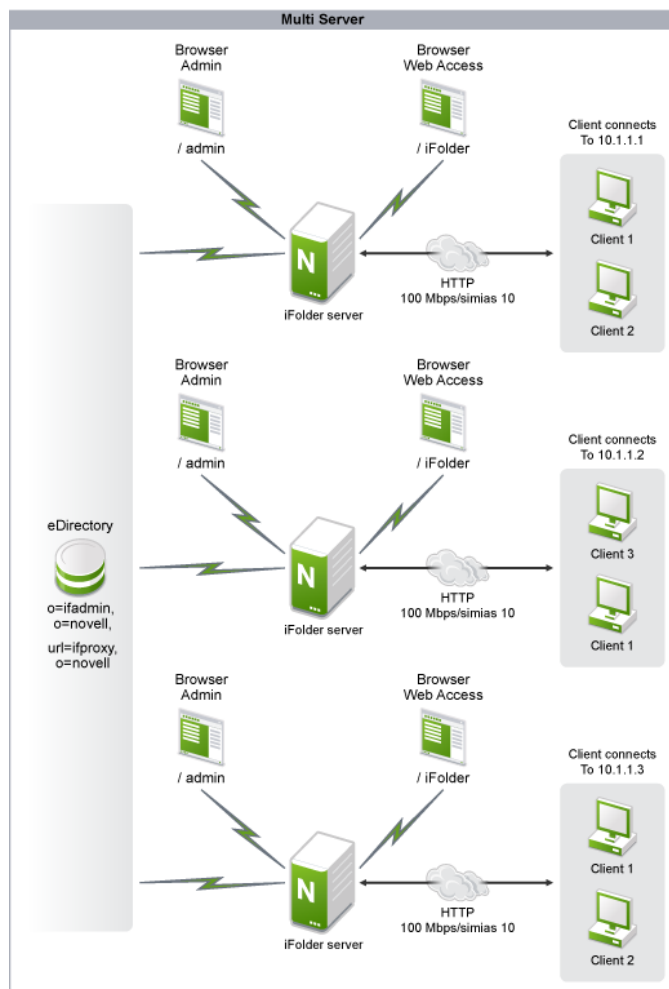 Multi Server
Browser
Admin
Browser
Web Access
/ admin
/ iFolder
Client connects
To 10.1.1.1
N
iFolder server
HTTP
100 Mbps/simias 10
Client 1
Client 2
Browser
Admin
Browser
Web Access
/ admin
/ iFolder
Client connects
To 10.1.1.2
eDirectory
o=ifadmin,
o=novell,
url=ifproxy,
o=novell
N
iFolder server
HTTP
100 Mbps/simias 10
Client 3
Client 1
Browser
Admin
Browser
Web Access
/ admin
/ iFolder
Client connects
To 10.1.1.3
N
iFolder server
HTTP
100 Mbps/simias 10
Client 1
Client 2